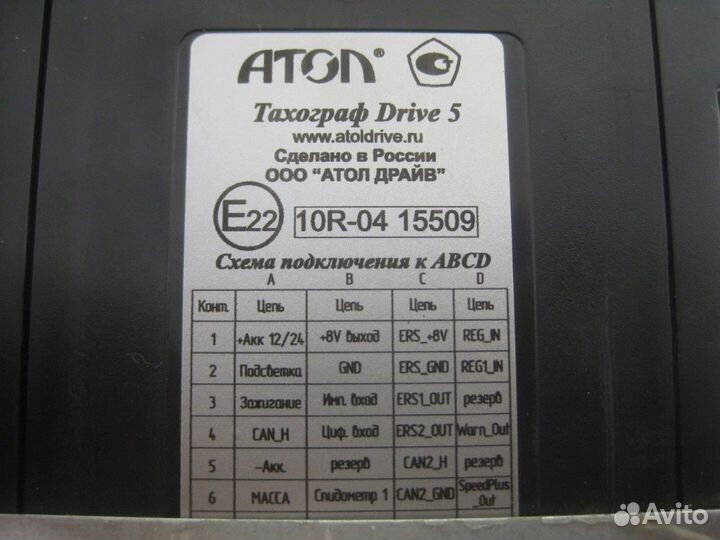 АТОЛ®
Тахограф Drive 5
www.atoldrive.ru
Сделано в России
ООО "АТОЛ ДРАЙВ"
E22 10R-04 15509
Схема подключения к ABCD
A B C D
Конт. Цепь Цепь Цепь Цепь
1 +Акк 12/24 +8V выход ERS_+8V REG_IN
2 Подсветка GND ERS_GND REG1_IN
3 Зажигание Имп. вход ERS1_OUT резерв
4 CAN_H Циф. вход ERS2_OUT Warn_Out
5 –Акк. резерв CAN2_H резерв
6 МАССА Спидометр 1 CAN2_GND SpeedPlus_Out
Avito